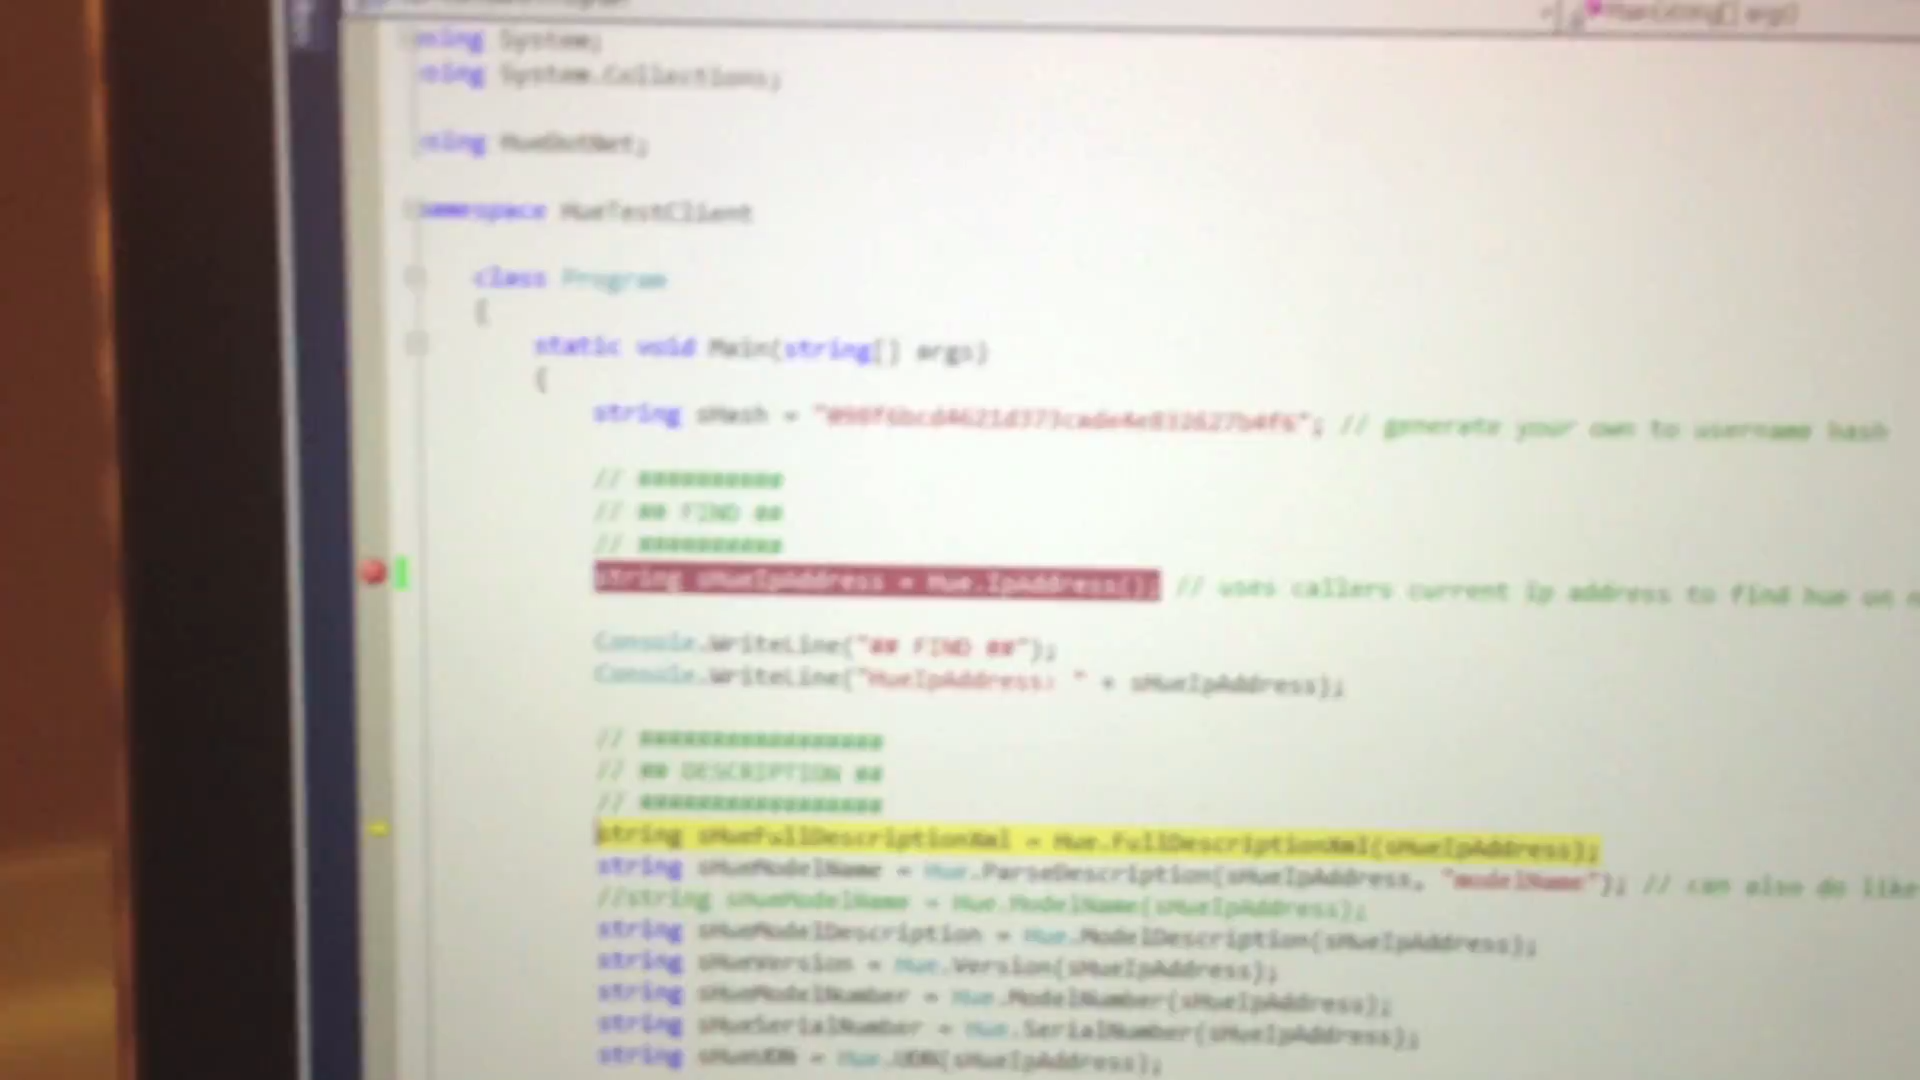 using System;
using System.Collections;
using HueDotNet;
namespace HueTestClient
class Program
{
static void Main(string[] args)
{
string sHash = "098f6bcd4621d373cade4e832627b4f6"; // generate your own to username hash
// ##########
// ## FIND ##
// ##########
string sHueIpAddress = Hue.IpAddress(); // uses callers current ip address to find hue on
Console.WriteLine("## FIND ##");
Console.WriteLine("HueIpAddress: " + sHueIpAddress);
// #################
// ## DESCRIPTION ##
// #################
string sHueFullDescriptionXml = Hue.FullDescriptionXml(sHueIpAddress);
string sHueModelName = Hue.ParseDescription(sHueIpAddress, "modelName"); // can also do like
//string sHueModelName = Hue.ModelName(sHueIpAddress);
string sHueModelDescription = Hue.ModelDescription(sHueIpAddress);
string sHueVersion = Hue.Version(sHueIpAddress);
string sHueModelNumber = Hue.ModelNumber(sHueIpAddress);
string sHueSerialNumber = Hue.SerialNumber(sHueIpAddress);
string sHueUDN = Hue.UDN(sHueIpAddress);